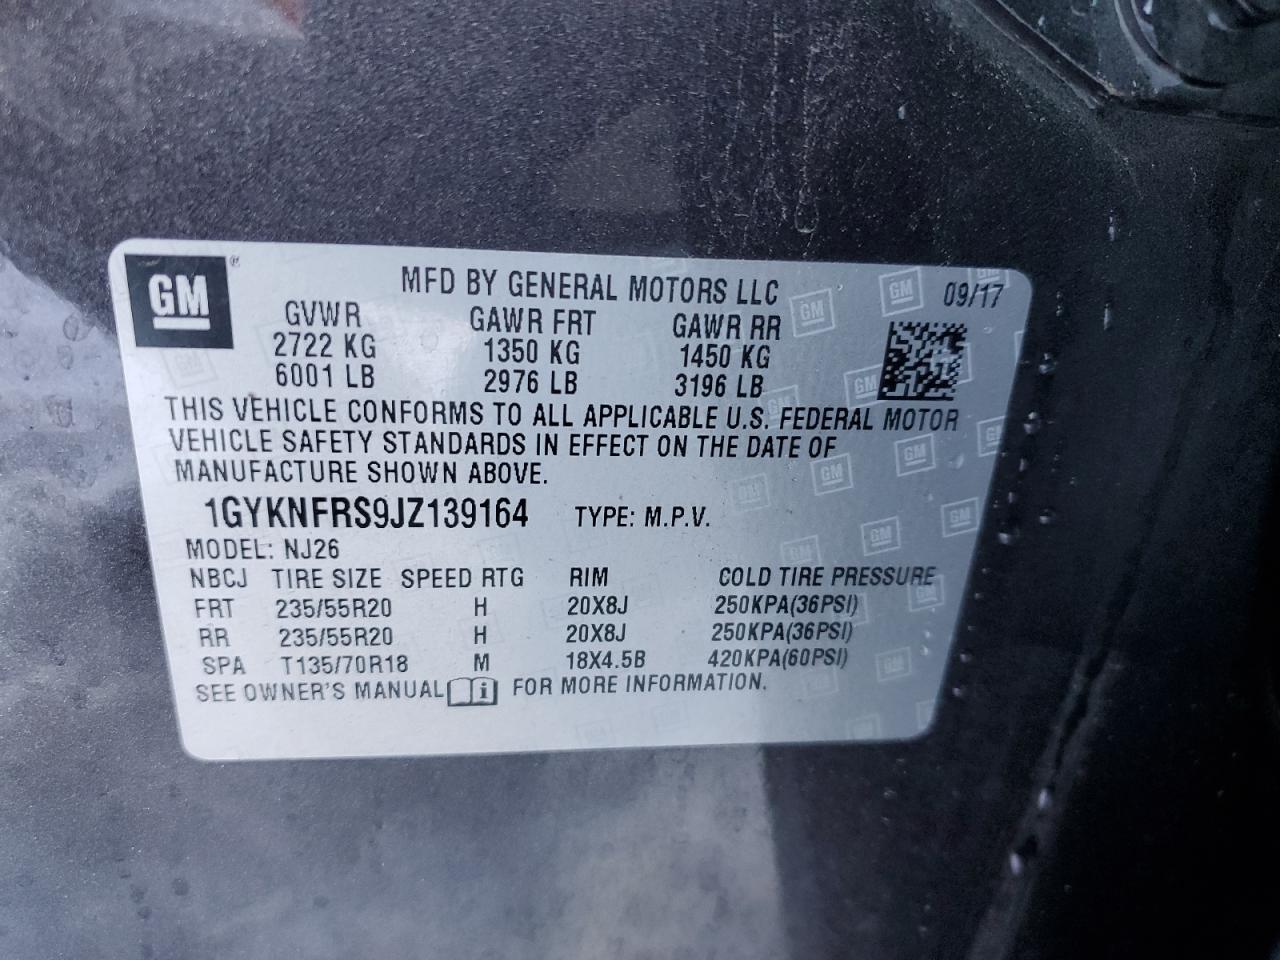 GM ®
MFD BY GENERAL MOTORS LLC 09/17
GVWR GAWR FRT GAWR RR
2722 KG 1350 KG 1450 KG
6001 LB 2976 LB 3196 LB
THIS VEHICLE CONFORMS TO ALL APPLICABLE U.S. FEDERAL MOTOR
VEHICLE SAFETY STANDARDS IN EFFECT ON THE DATE OF
MANUFACTURE SHOWN ABOVE.
1GYKNFRS9JZ139164 TYPE: M.P.V.
MODEL: NJ26
NBCJ TIRE SIZE SPEED RTG RIM COLD TIRE PRESSURE
FRT 235/55R20 H 20X8J 250KPA(36PSI)
RR 235/55R20 H 20X8J 250KPA(36PSI)
SPA T135/70R18 M 18X4.5B 420KPA(60PSI)
SEE OWNER'S MANUAL i FOR MORE INFORMATION.